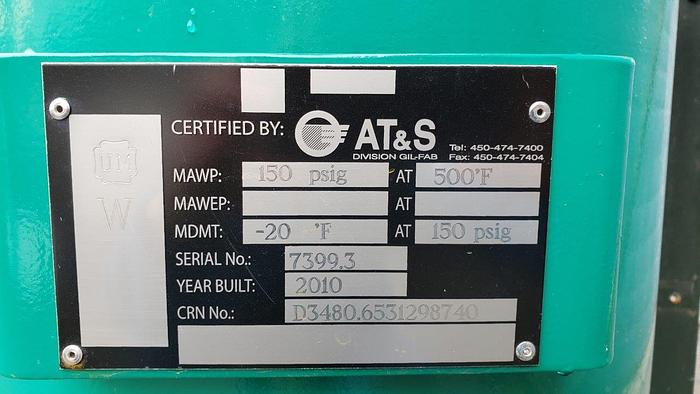 UM
W
CERTIFIED BY: AT&S
DIVISION GIL-FAB
Tel: 450-474-7400
Fax: 450-474-7404
MAWP: 150 psig AT 500°F
MAWEP: AT
MDMT: -20 °F AT 150 psig
SERIAL No.: 7399.3
YEAR BUILT: 2010
CRN No.: D3480.6531298740